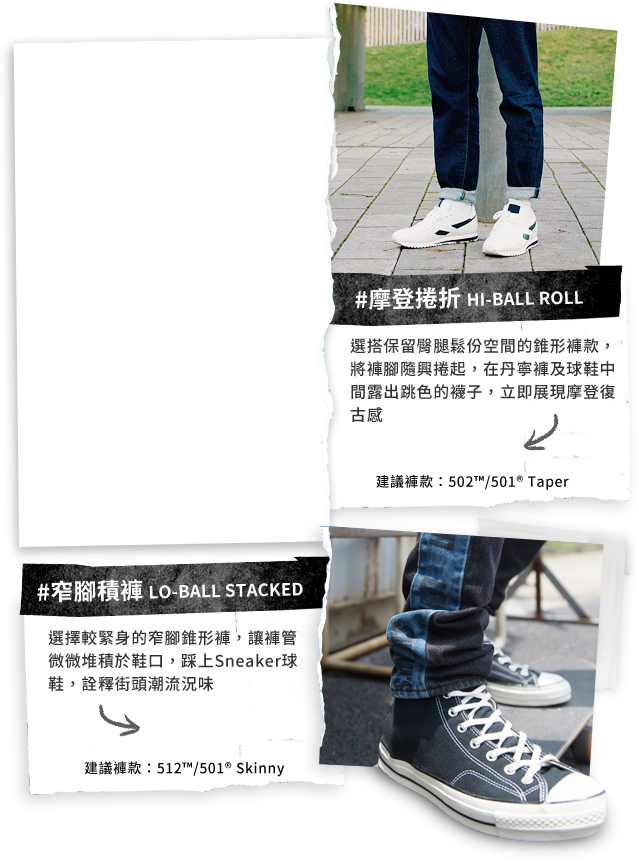 #摩登捲折 HI-BALL ROLL
選搭保留臀腿鬆份空間的錐形褲款，
將褲腳隨興捲起，在丹寧褲及球鞋中
間露出跳色的襪子，立即展現摩登復
古感
建議褲款：502™/501® Taper
#窄腳積褲 LO-BALL STACKED
選擇較緊身的窄腳錐形褲，讓褲管
微微堆積於鞋口，踩上Sneaker球
鞋，詮釋街頭潮流況味
建議褲款：512™/501® Skinny